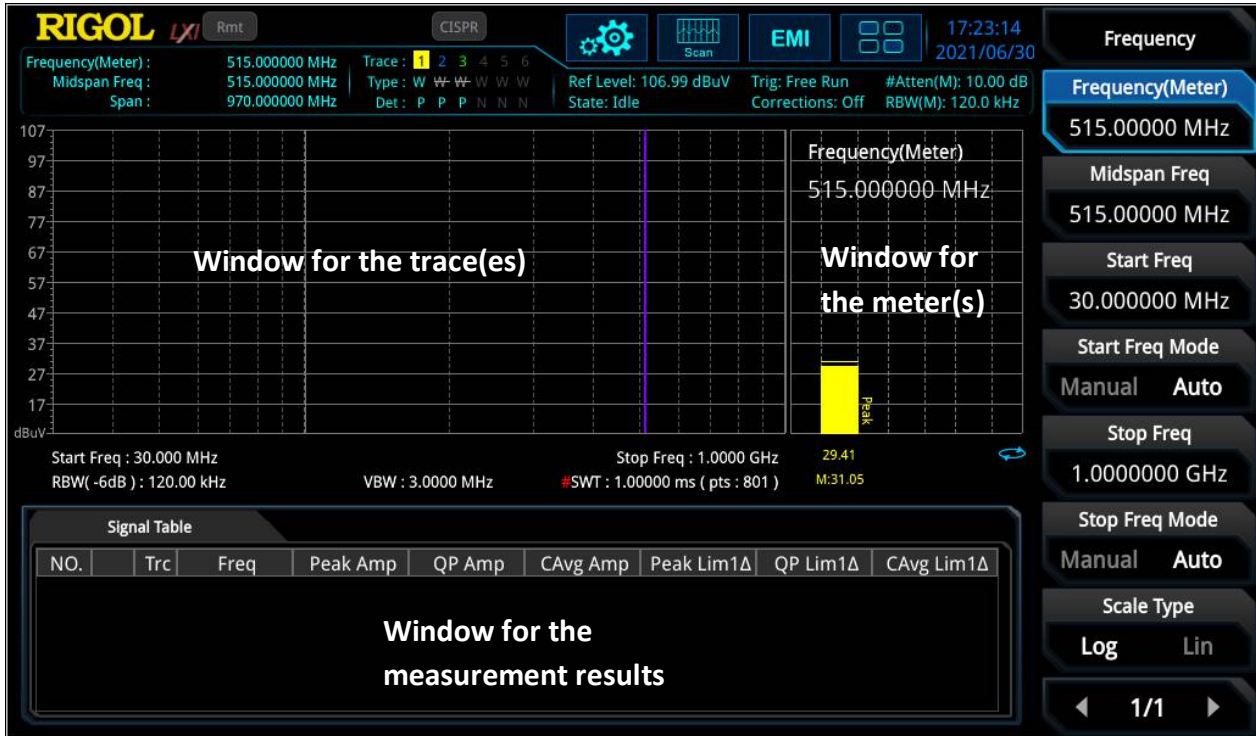 RIGOL LXI Rmt CISPR Scan EMI 17:23:14
2021/06/30
Frequency(Meter) : 515.000000 MHz Trace : 1 2 3 4 5 6
Midspan Freq : 515.000000 MHz Type : W W W W W W Ref Level: 106.99 dBuV Trig: Free Run #Atten(M): 10.00 dB
Span : 970.000000 MHz Det : P P P N N N State: Idle Corrections: Off RBW(M): 120.0 kHz
107
97
87
77
67
57
47
37
27
17
dBuV
Window for the trace(es)
Frequency(Meter)
515.000000 MHz
Window for
the meter(s)
Peak
Start Freq : 30.000 MHz Stop Freq : 1.0000 GHz 29.41
RBW( -6dB ) : 120.00 kHz VBW : 3.0000 MHz #SWT : 1.00000 ms ( pts : 801 ) M:31.05
Signal Table
NO. Trc Freq Peak Amp QP Amp CAvg Amp Peak Lim1Δ QP Lim1Δ CAvg Lim1Δ
Window for the
measurement results
Frequency
Frequency(Meter)
515.00000 MHz
Midspan Freq
515.00000 MHz
Start Freq
30.000000 MHz
Start Freq Mode
Manual Auto
Stop Freq
1.0000000 GHz
Stop Freq Mode
Manual Auto
Scale Type
Log Lin
1/1